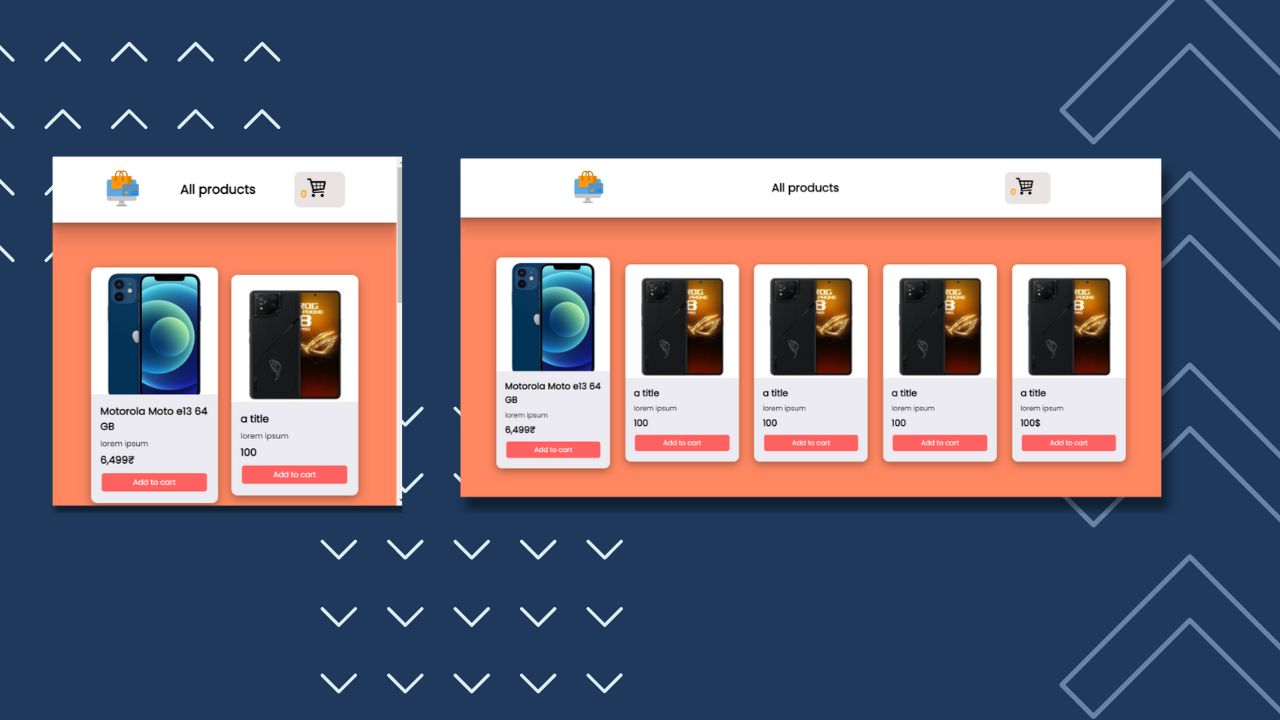 All products
0
Motorola Moto e13 64
GB
lorem ipsum
6,499₹
Add to cart
a title
lorem ipsum
100
Add to cart
All products
0
Motorola Moto e13 64
GB
lorem ipsum
6,499₹
Add to cart
a title
lorem ipsum
100
Add to cart
a title
lorem ipsum
100
Add to cart
a title
lorem ipsum
100
Add to cart
a title
lorem ipsum
100$
Add to cart